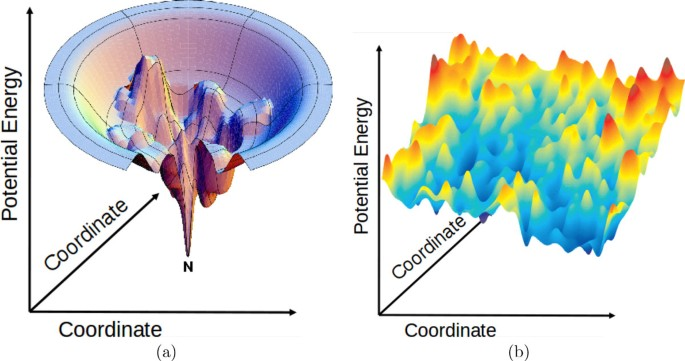 Potential Energy
Coordinate
N
Coordinate
(a)
Potential Energy
Coordinate
Coordinate
(b)